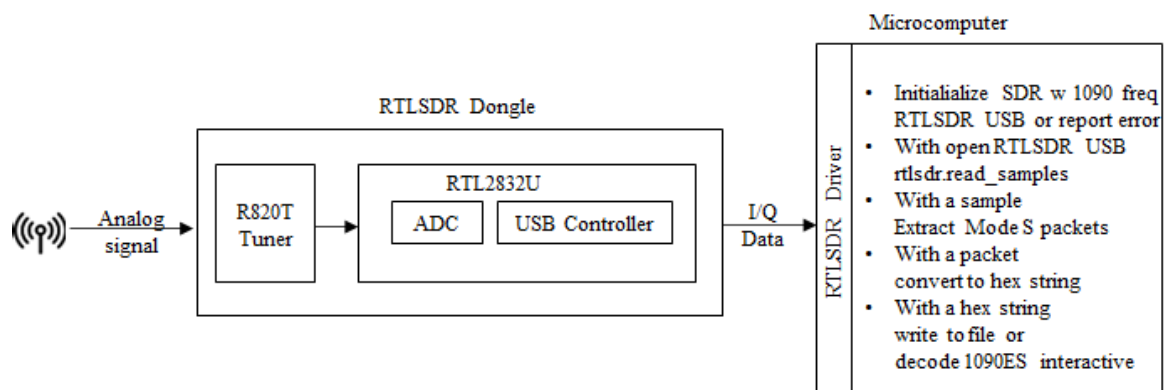 Microcomputer
RTLSDR Dongle
Analog
signal
R820T
Tuner
RTL2832U
ADC
USB Controller
I/Q
Data
RTLSDR Driver
• Initialialize SDR w 1090 freq
RTLSDR USB or report error
• With open RTLSDR USB
rtlsdr.read_samples
• With a sample
Extract Mode S packets
• With a packet
convert to hex string
• With a hex string
write to file or
decode 1090ES interactive